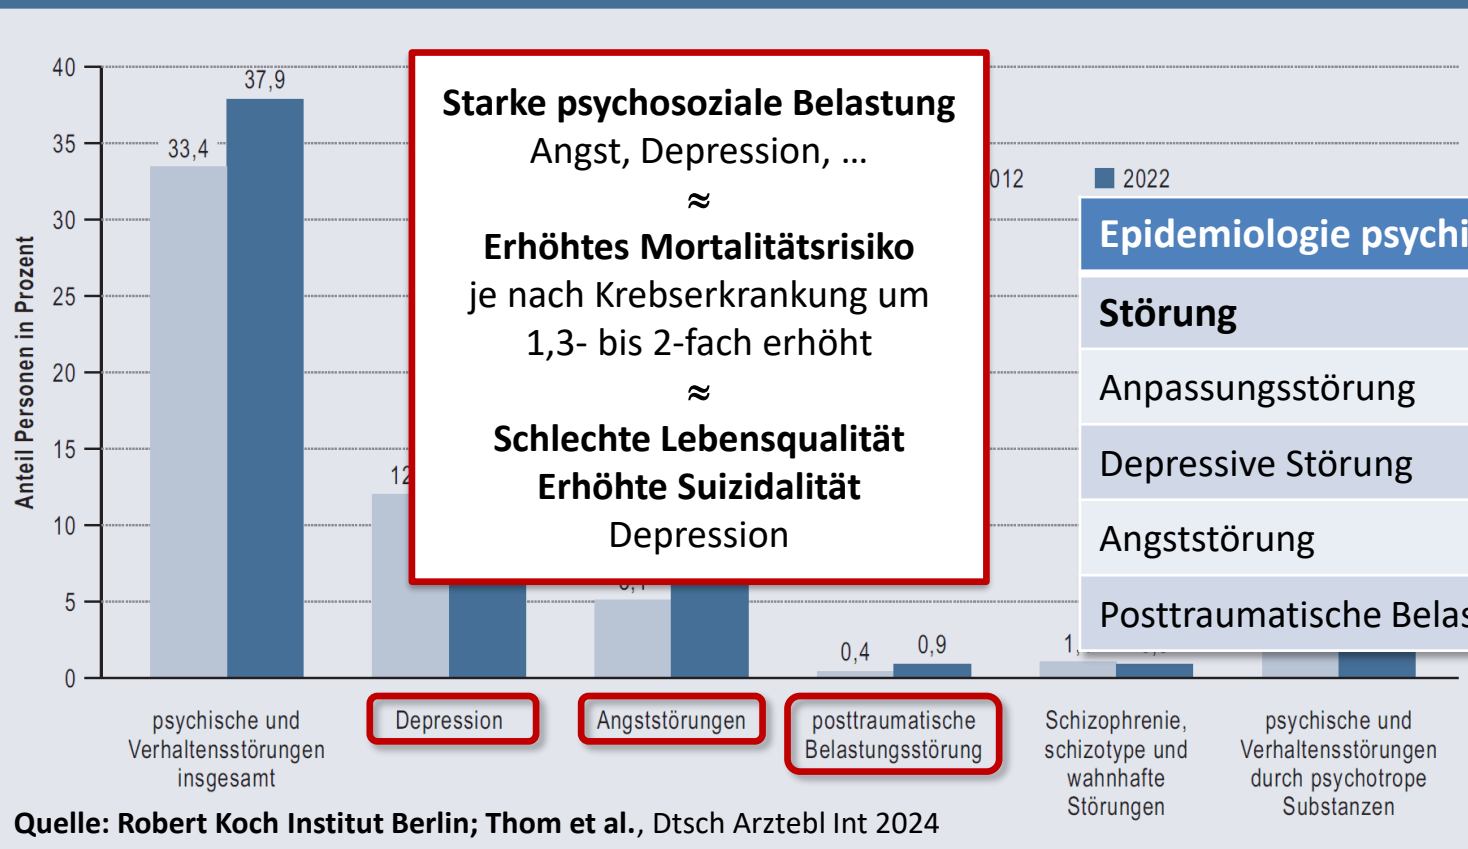 40
35
30
25
20
15
10
5
0
Anteil Personen in Prozent
37,9
33,4
0,4
0,9
2022
Starke psychosoziale Belastung
Angst, Depression, …
≈
Erhöhtes Mortalitätsrisiko
je nach Krebserkrankung um
1,3- bis 2-fach erhöht
≈
Schlechte Lebensqualität
Erhöhte Suizidalität
Depression
Störung
Anpassungsstörung
Depressive Störung
Angststörung
Posttraumatische
psychische und
Verhaltensstörungen
insgesamt
Depression
Angststörungen
posttraumatische
Belastungsstörung
Schizophrenie,
schizotype und
wahnhafte
Störungen
psychische und
Verhaltensstörungen
durch psychotrope
Substanzen
Epidemiologie
Quelle: Robert Koch Institut Berlin; Thom et al., Dtsch Arztebl Int 2024